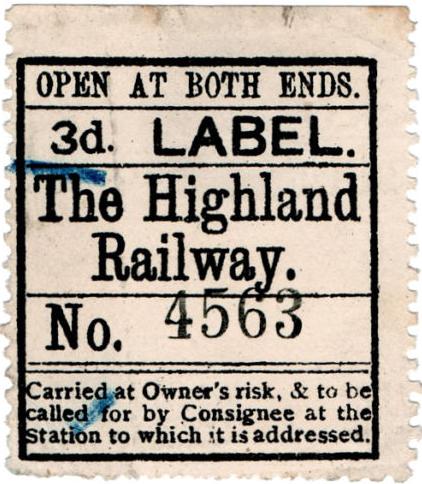 OPEN AT BOTH ENDS.
3d. LABEL.
The Highland
Railway.
No. 4563
Carried at Owner's risk, & to be
called for by Consignee at the
Station to which it is addressed.